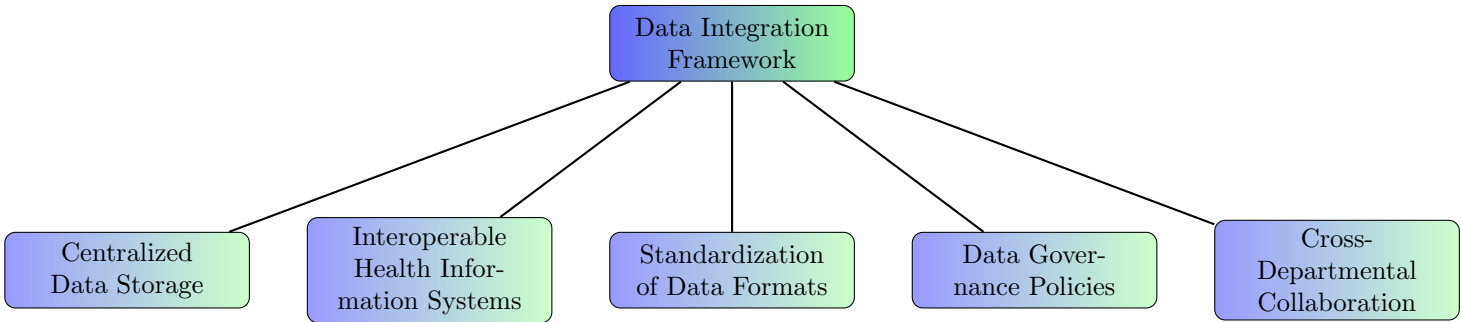 Data Integration
Framework
Centralized
Data Storage
Interoperable
Health Infor-
mation Systems
Standardization
of Data Formats
Data Gover-
nance Policies
Cross-
Departmental
Collaboration